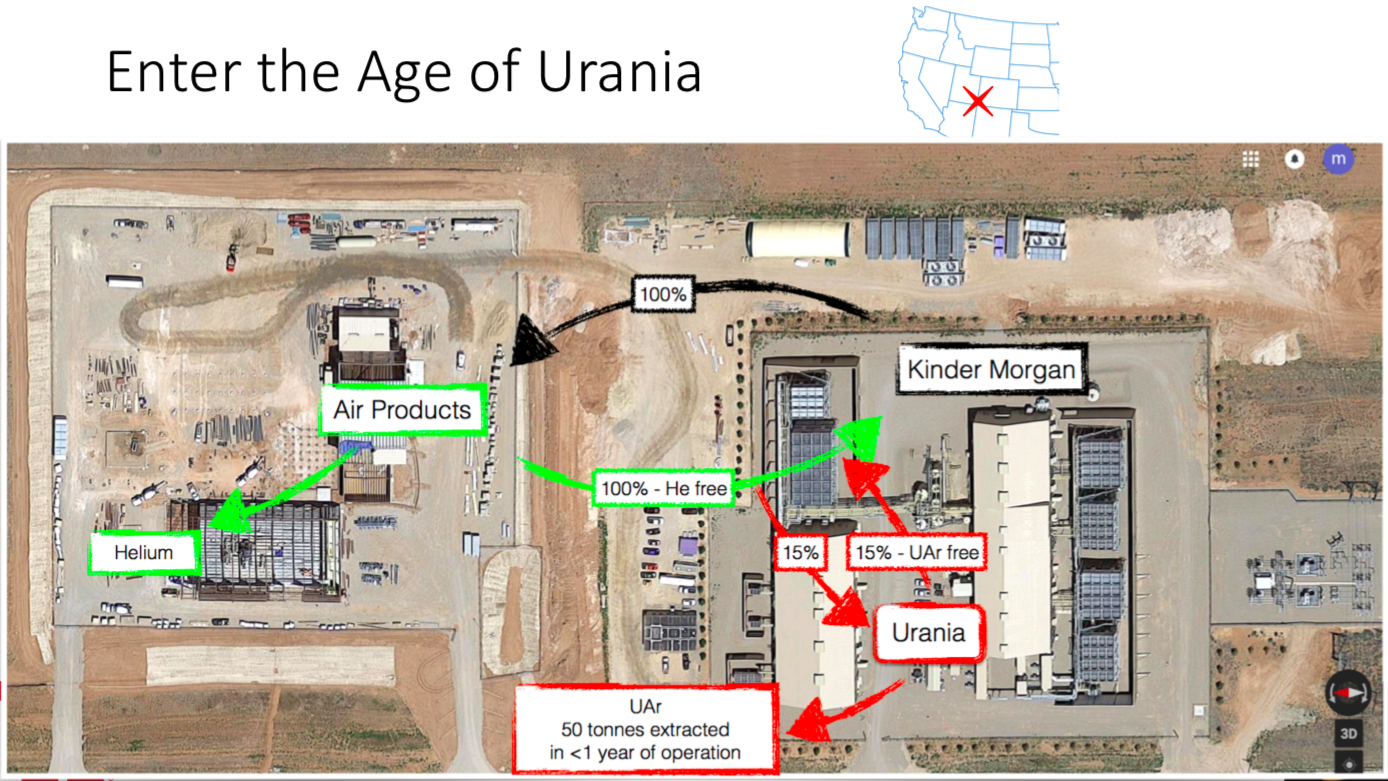 Enter the Age of Urania
m
100%
Kinder Morgan
Air Products
100% - He free
Helium
15%
15% - UAr free
Urania
UAr
50 tonnes extracted
in <1 year of operation
3D